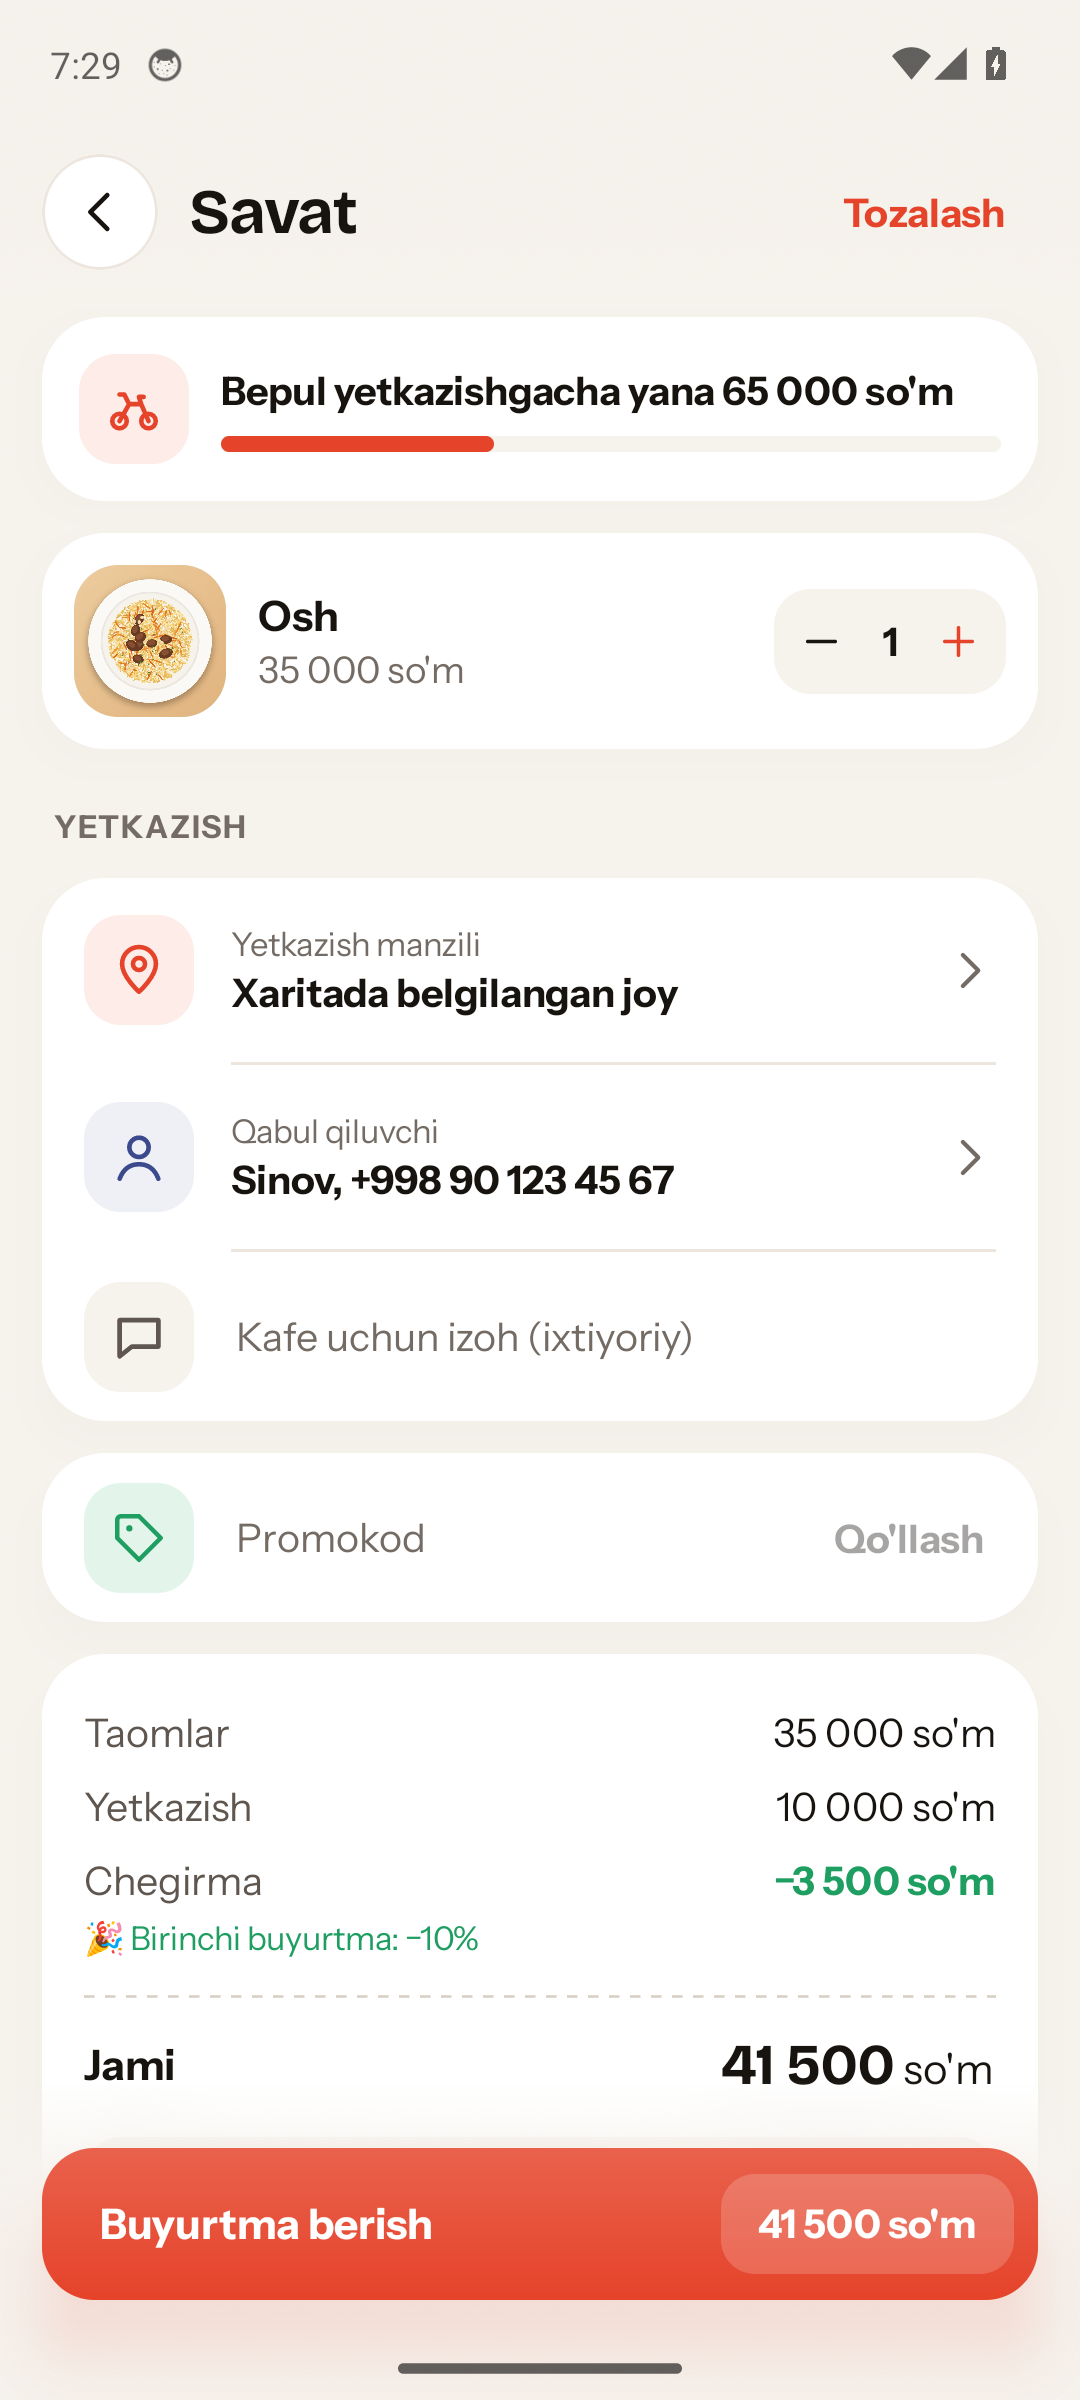 7:29
Savat
Tozalash
Bepul yetkazishgacha yana 65 000 so'm
Osh
35 000 so'm
1
YETKAZISH
Yetkazish manzili
Xaritada belgilangan joy
Qabul qiluvchi
Sinov, +998 90 123 45 67
Kafe uchun izoh (ixtiyoriy)
Promokod
Qo'llash
Taomlar 35 000 so'm
Yetkazish 10 000 so'm
Chegirma −3 500 so'm
🎉 Birinchi buyurtma: −10%
Jami 41 500 so'm
Buyurtma berish 41 500 so'm